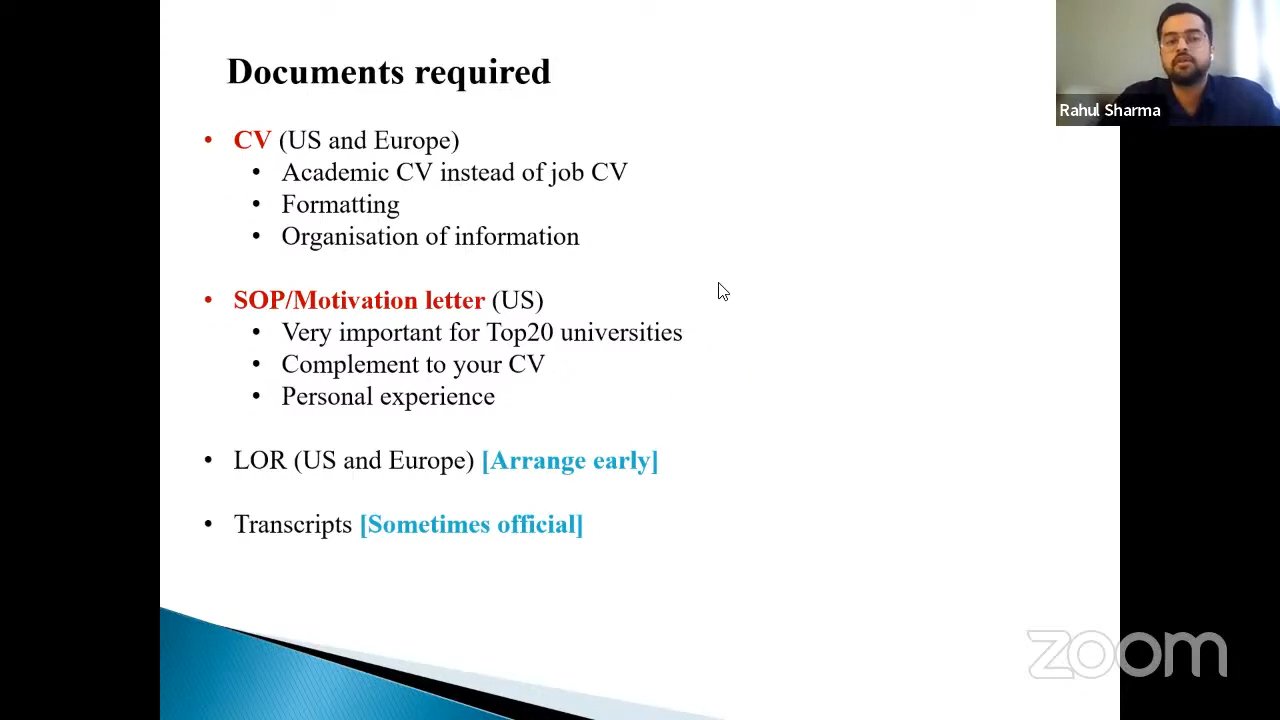 Documents required
• CV (US and Europe)
• Academic CV instead of job CV
• Formatting
• Organisation of information
• SOP/Motivation letter (US)
• Very important for Top20 universities
• Complement to your CV
• Personal experience
• LOR (US and Europe) [Arrange early]
• Transcripts [Sometimes official]
Rahul Sharma
zoom